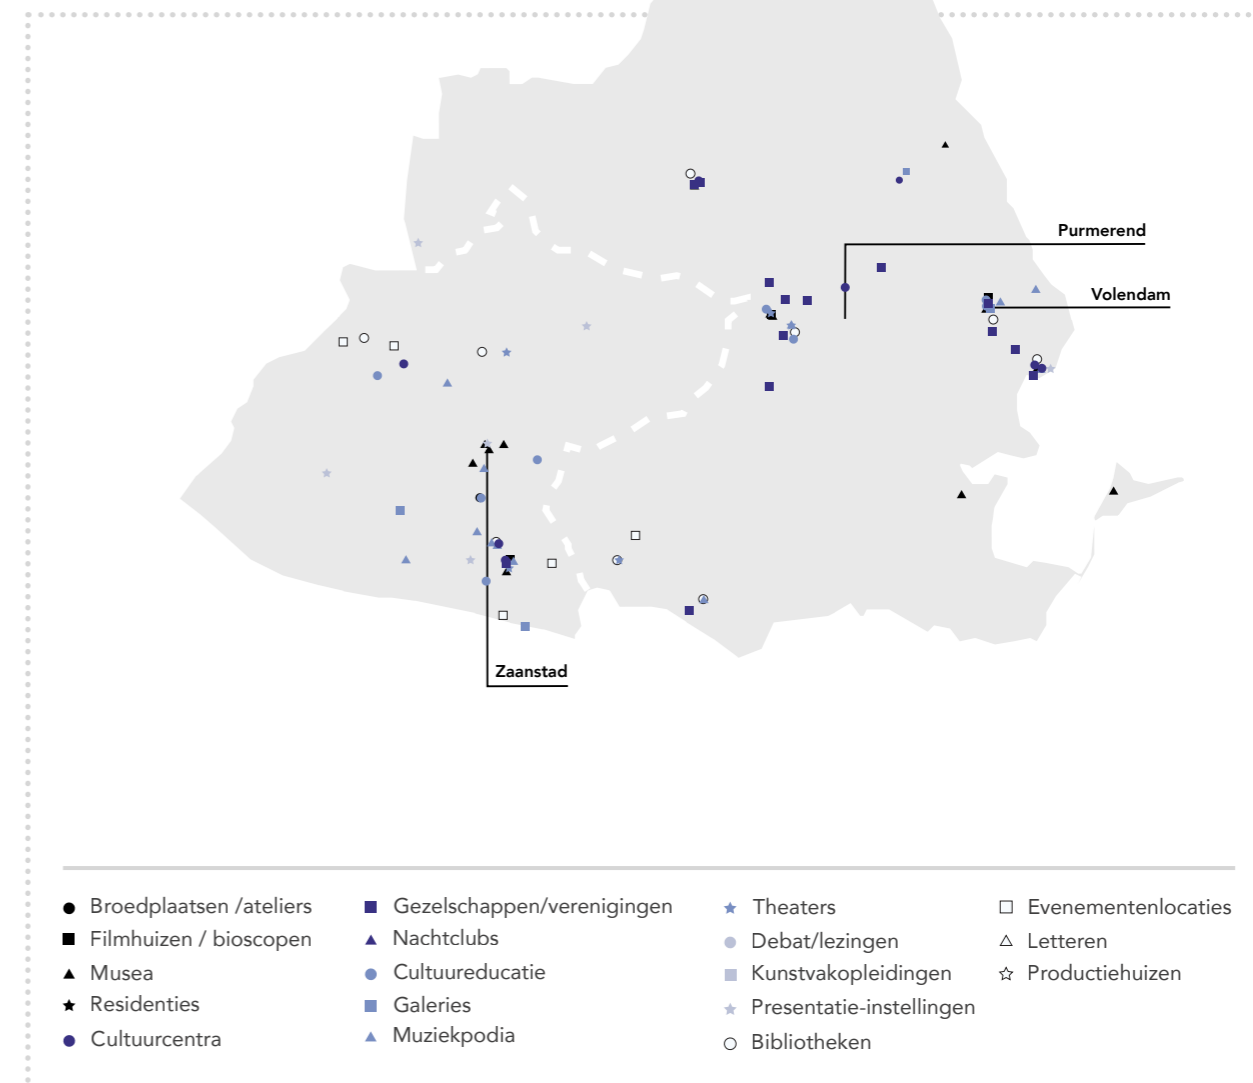 Purmerend
Volendam
Zaanstad
Broedplaatsen /ateliers
Filmhuizen / bioscopen
Musea
Residenties
Cultuurcentra
Gezelschappen/verenigingen
Nachtclubs
Cultuureducatie
Galeries
Muziekpodia
Theaters
Debat/lezingen
Kunstvakopleidingen
Presentatie-instellingen
Bibliotheken
Evenementenlocaties
Letteren
Productiehuizen